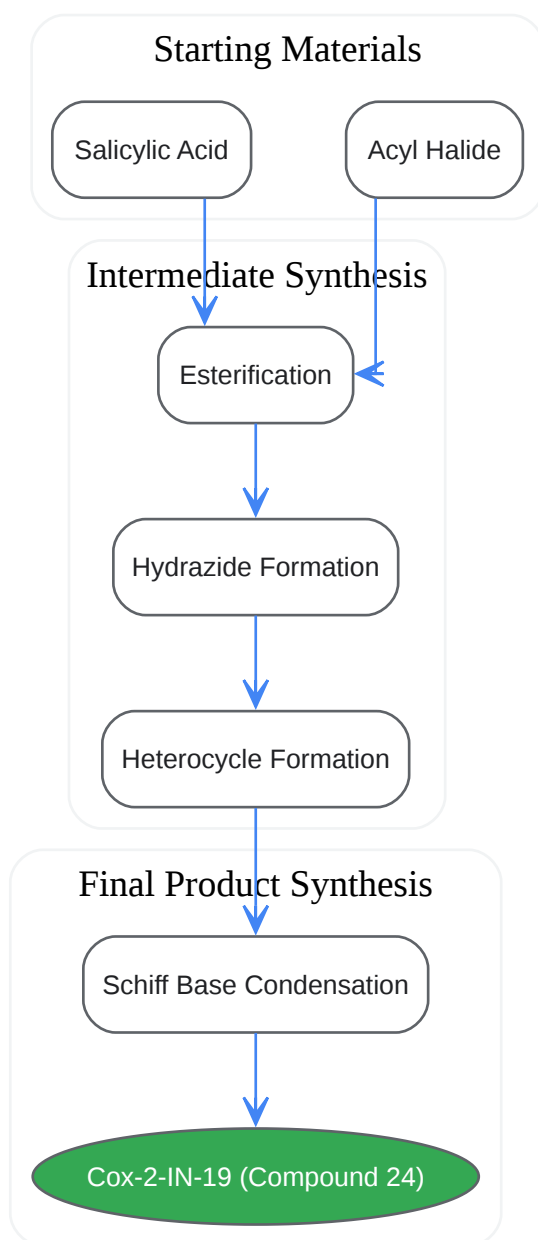 Starting Materials
Salicylic Acid
Acyl Halide
Intermediate Synthesis
Esterification
Hydrazide Formation
Heterocycle Formation
Final Product Synthesis
Schiff Base Condensation
Cox-2-IN-19 (Compound 24)